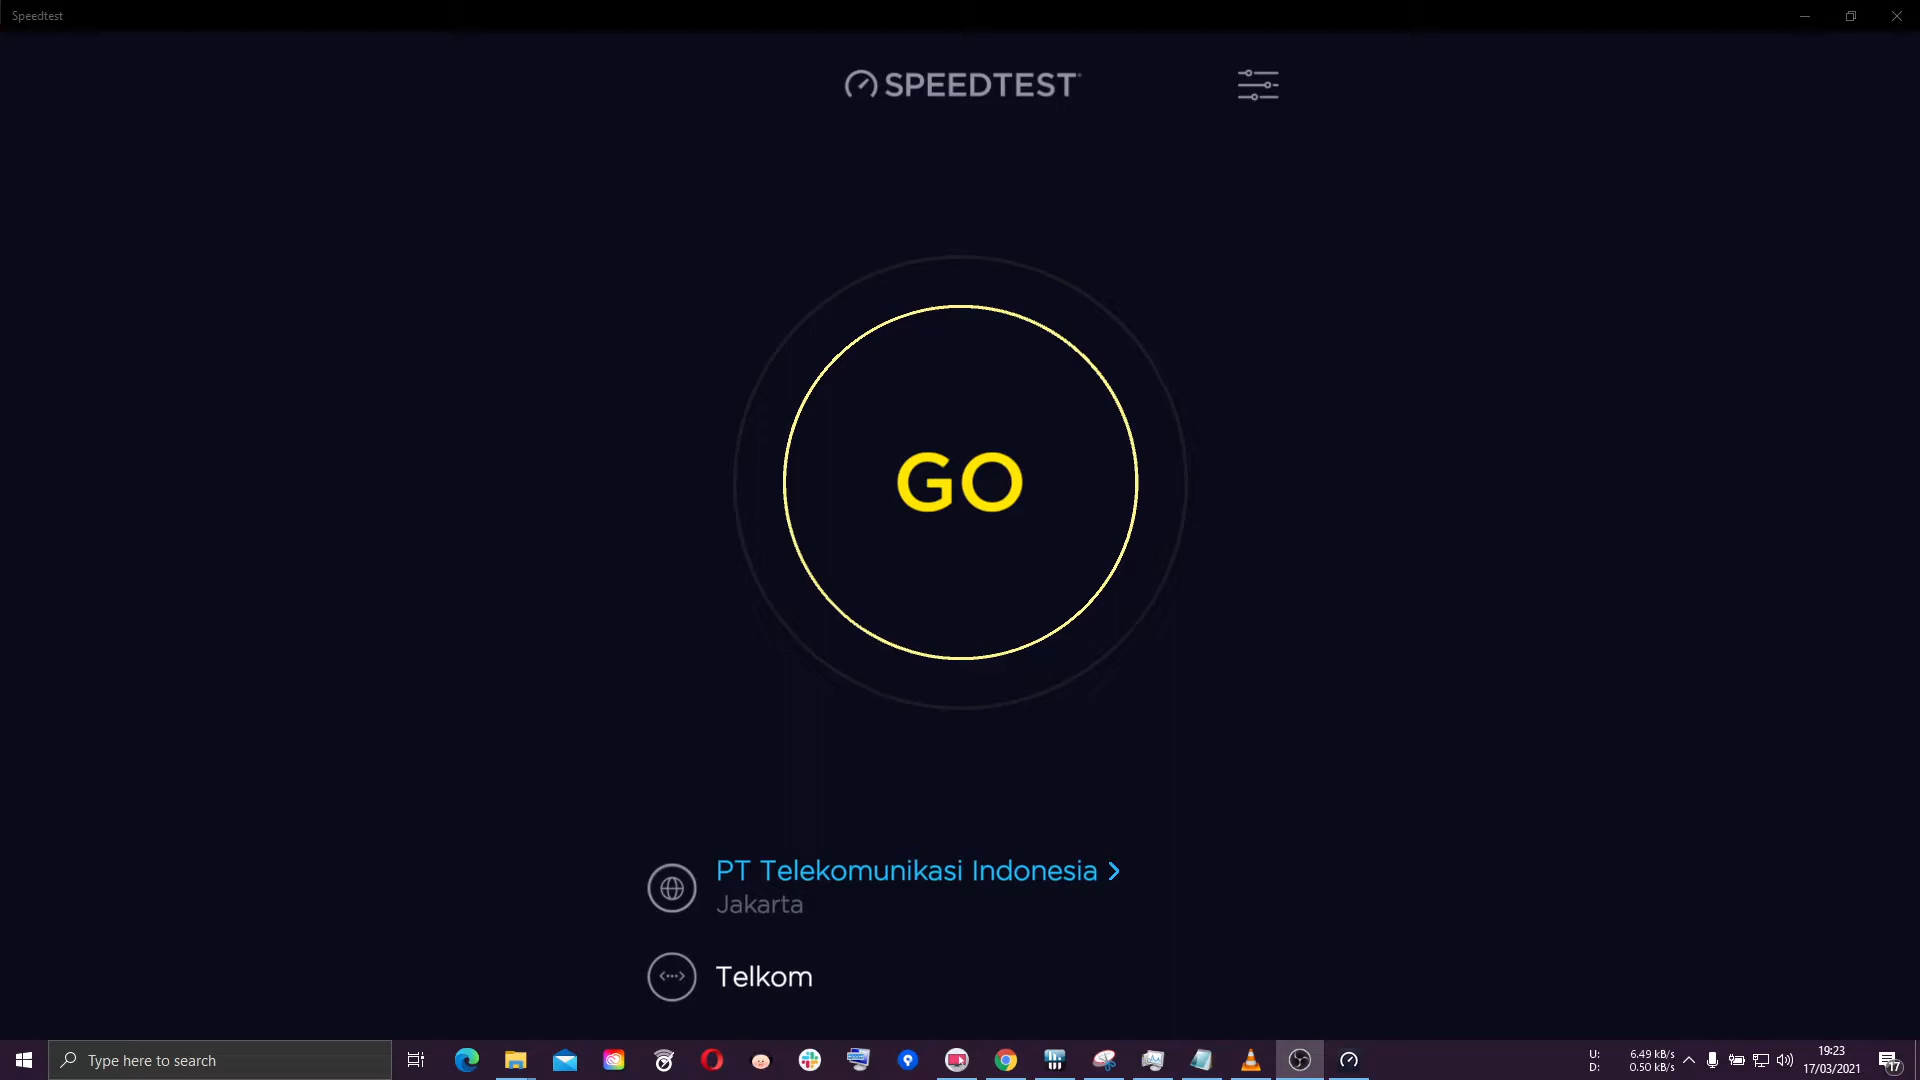 Speedtest
SPEEDTEST
GO
PT Telekomunikasi Indonesia
Jakarta
Telkom
Type here to search
U: 6.49 kB/s
D: 0.50 kB/s
19:23
17/03/2021
17